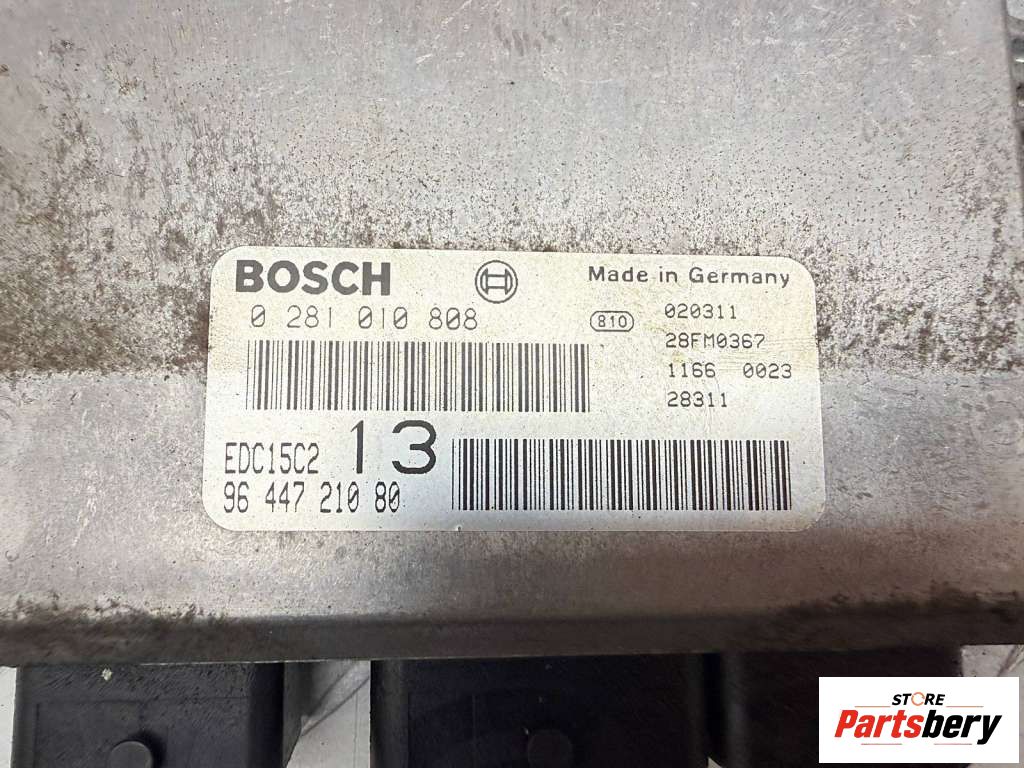 BOSCH
Made in Germany
0 281 010 808
810
020311
28FM0367
1166 0023
28311
EDC15C2 13
96 447 210 80
STORE
Partsbery